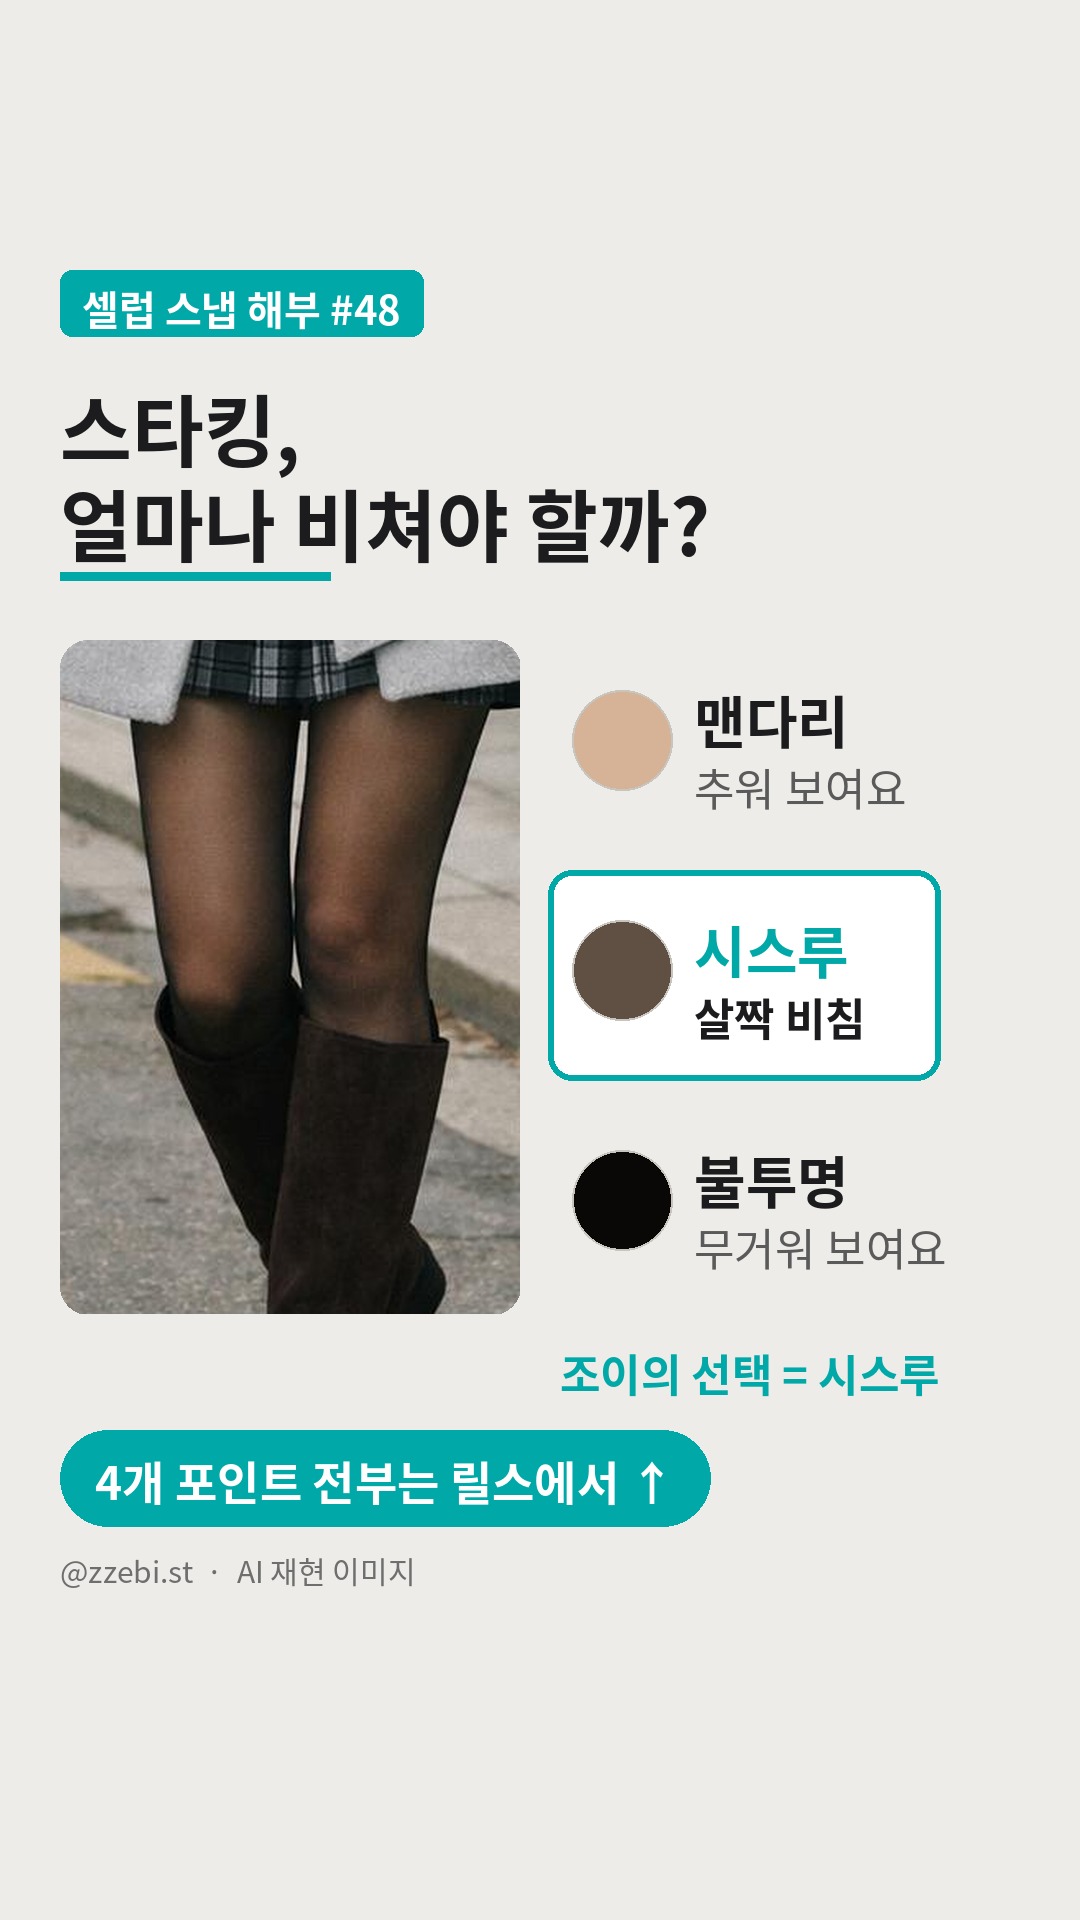 셀럽 스냅 해부 #48
스타킹,
얼마나 비쳐야 할까?
맨다리
추워 보여요
시스루
살짝 비침
불투명
무거워 보여요
조이의 선택 = 시스루
4개 포인트 전부는 릴스에서 ↑
@zzebi.st · AI 재현 이미지